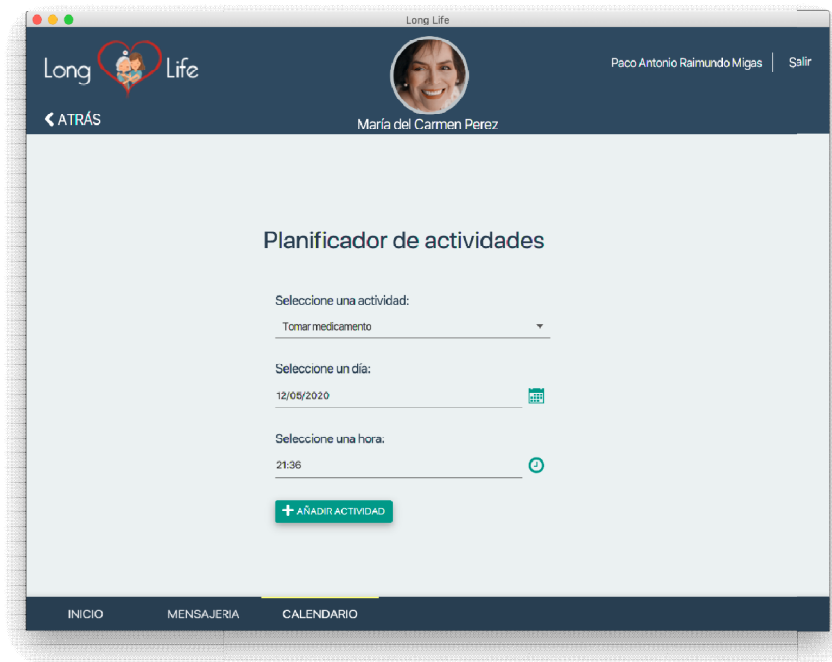 Long Life
Long Life
Paco Antonio Raimundo Migas
Salir
ATRÁS
María del Carmen Perez
Planificador de actividades
Seleccione una actividad:
Tomar medicamento
Seleccione un día:
12/05/2020
Seleccione una hora:
21:36
AÑADIR ACTIVIDAD
INICIO
MENSAJERIA
CALENDARIO